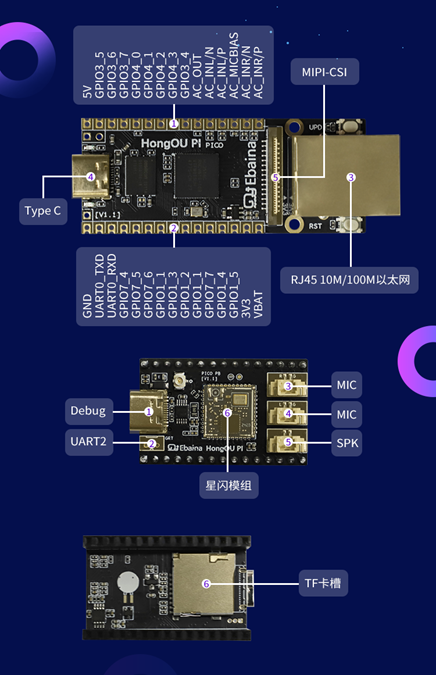 5V
GPIO3_5
GPIO3_6
GPIO3_7
GPIO4_0
GPIO4_1
GPIO4_2
GPIO4_3
GPIO3_4
AC_OUT
AC_INL/N
AC_INL/P
AC_MICBIAS
AC_INR/N
AC_INR/P
MIPI-CSI
1
HongOU PI
PICO
UPD
4
Ebaina
5
3
Type C
[V1.1]
2
RST
RJ45 10M/100M以太网
GND
UART0_TXD
UART0_RXD
GPIO7_4
GPIO7_5
GPIO7_6
GPIO1_1
GPIO1_3
GPIO1_2
GPIO1_0
GPIO7_7
GPIO1_4
GPIO1_5
3V3
VBAT
PICO PB
[V1.1]
3
MIC
Debug
1
6
4
MIC
UART2
2
Ebaina HongOU PI
5
SPK
星闪模组
6
TF卡槽